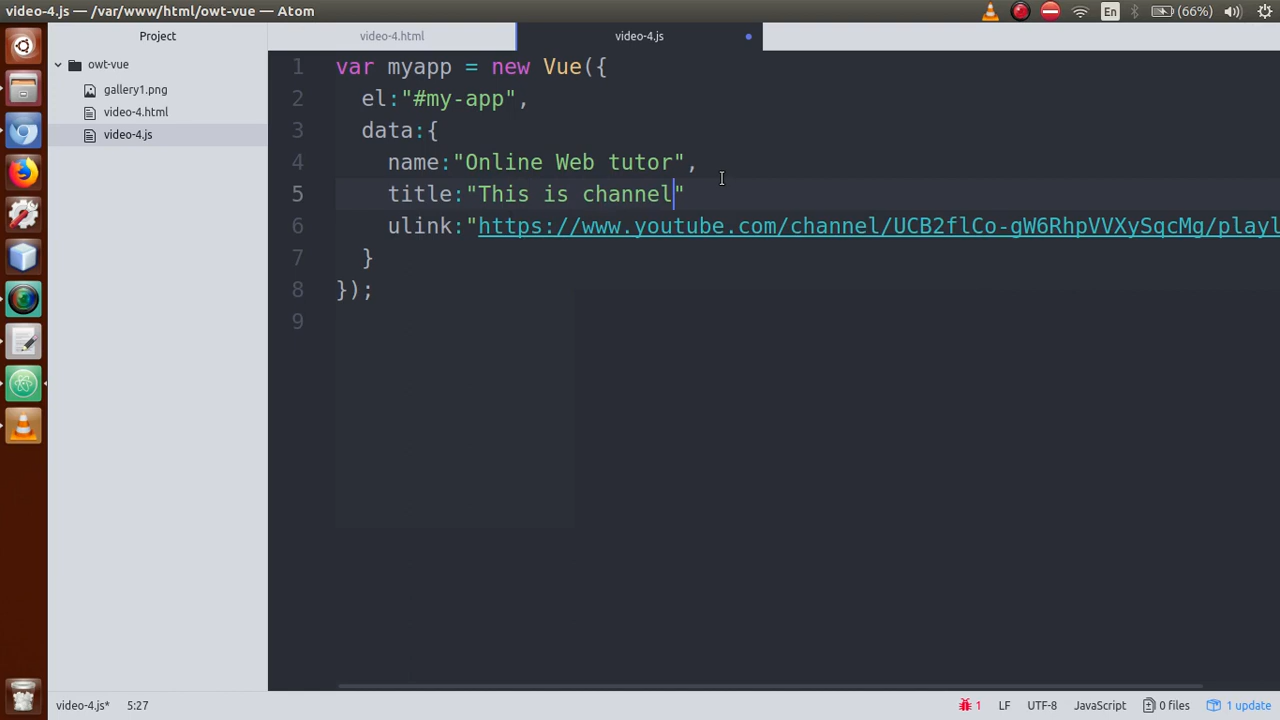 video-4.js — /var/www/html/owt-vue — Atom
En
(66%)
Project
video-4.html
video-4.js
owt-vue
gallery1.png
video-4.html
video-4.js
1 var myapp = new Vue({
2 el:"#my-app",
3 data:{
4 name:"Online Web tutor",
5 title:"This is channel"
6 ulink:"https://www.youtube.com/channel/UCB2flCo-gW6RhpVVXySqcMg/playl
7 }
8 });
9
video-4.js* 5:27
1 LF UTF-8 JavaScript 0 files 1 update